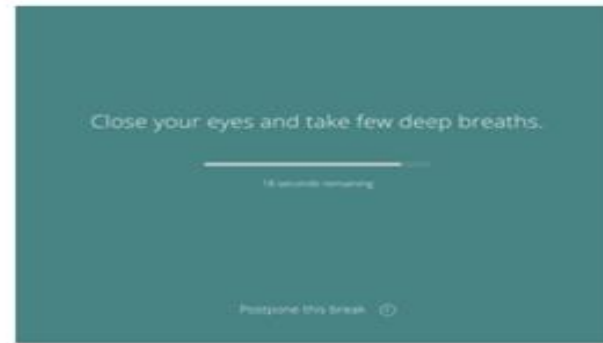 Close your eyes and take few deep breaths.
18 seconds remaining
Postpone this break